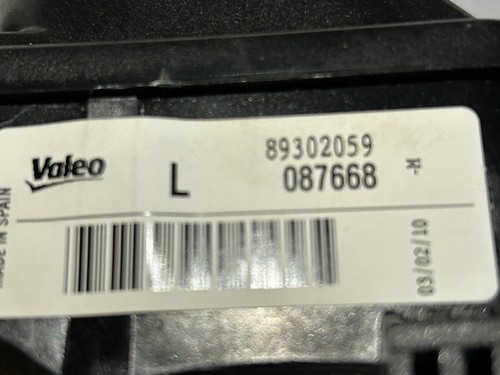 Valeo
L
89302059
087668
M-
MADE IN SPAIN
03/02/10